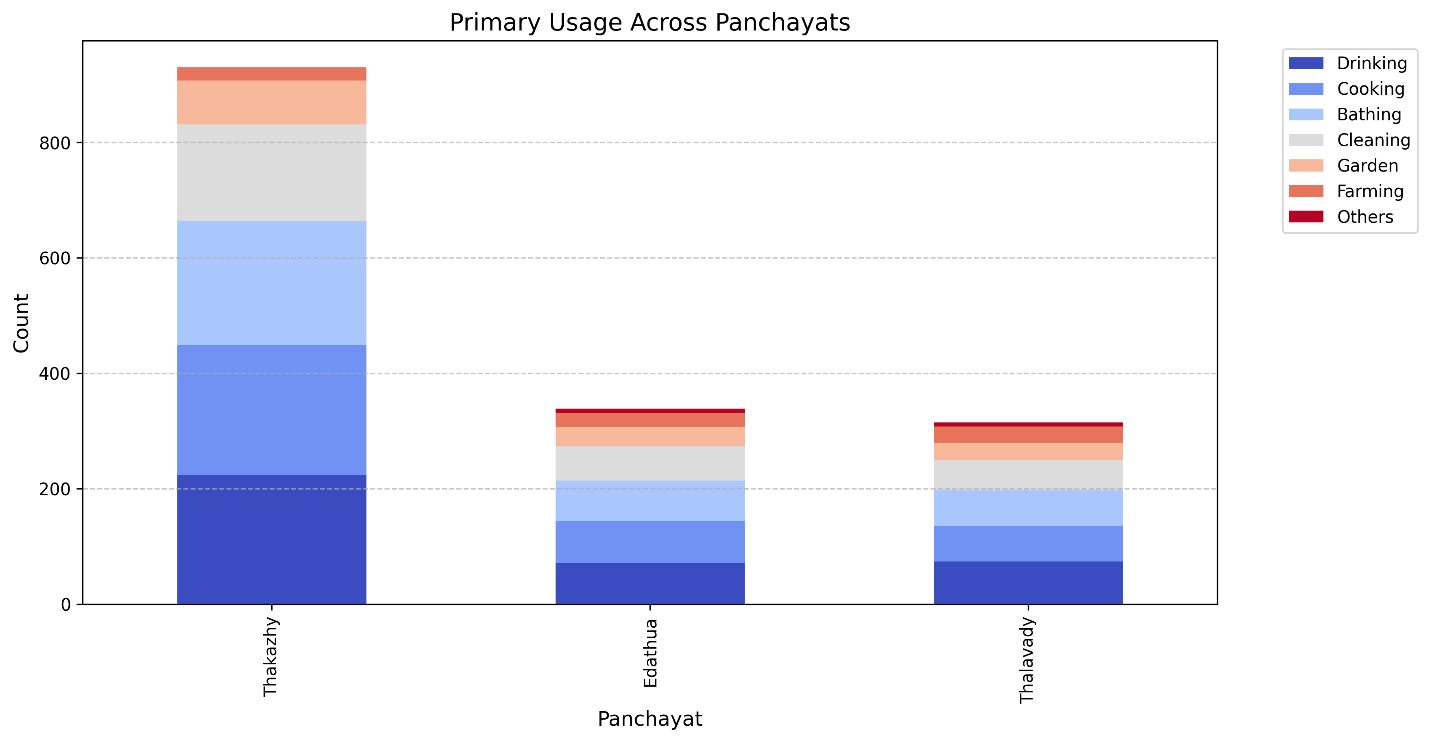 Primary Usage Across Panchayats
Drinking
Cooking
Bathing
Cleaning
Garden
Farming
Others
Count
800
600
400
200
0
Thakazhy
Edathua
Thalavady
Panchayat